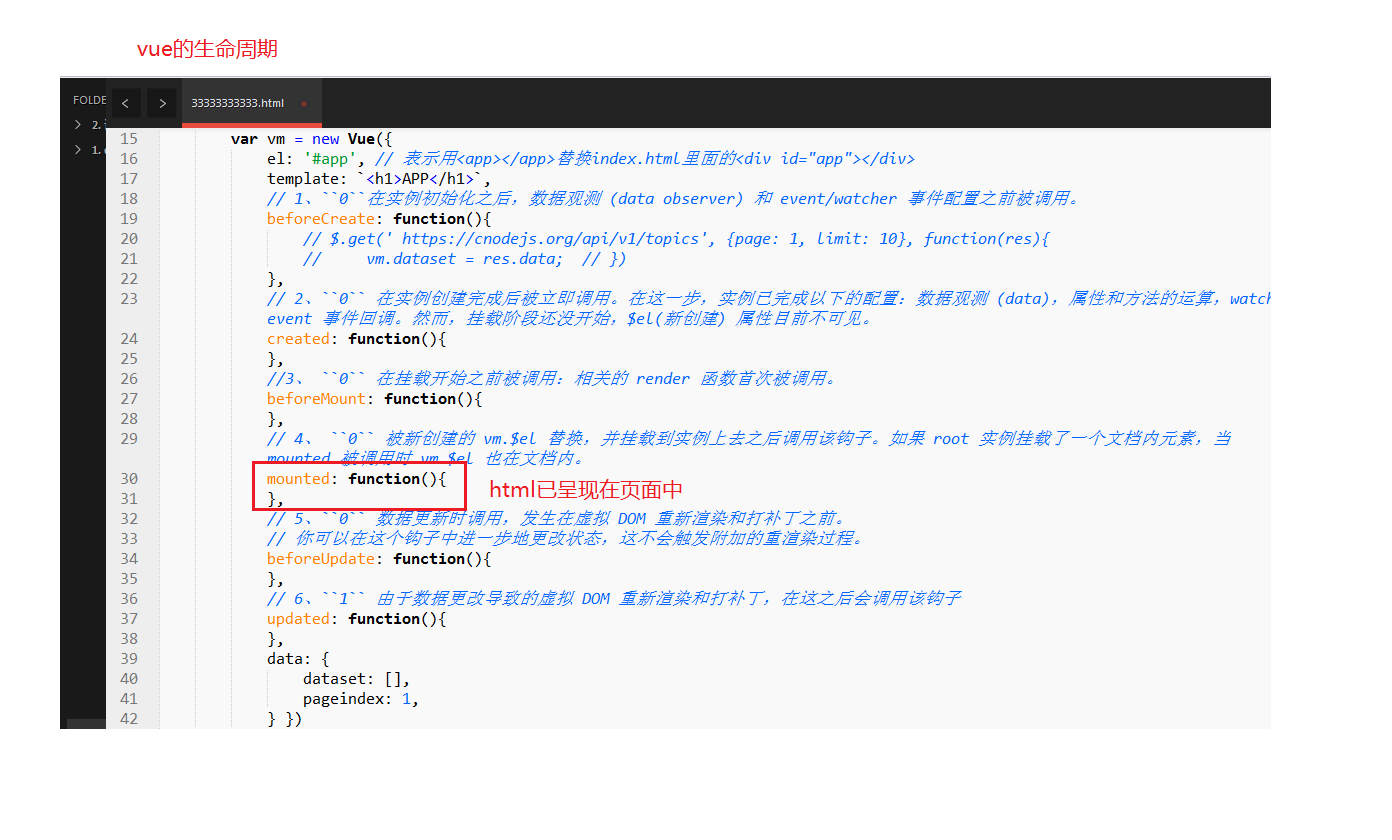 vue的生命周期
FOLDE
< > 33333333333.html
> 2.
> 1.
15 var vm = new Vue({
16 el: '#app', // 表示用<app></app>替换index.html里面的<div id="app"></div>
17 template: `<h1>APP</h1>`,
18 // 1、``0``在实例初始化之后，数据观测 (data observer) 和 event/watcher 事件配置之前被调用。
19 beforeCreate: function(){
20 // $.get(' https://cnodejs.org/api/v1/topics', {page: 1, limit: 10}, function(res){
21 // vm.dataset = res.data; // })
22 },
23 // 2、``0`` 在实例创建完成后被立即调用。在这一步，实例已完成以下的配置：数据观测 (data)，属性和方法的运算，watch
event 事件回调。然而，挂载阶段还没开始，$el(新创建) 属性目前不可见。
24 created: function(){
25 },
26 //3、 ``0`` 在挂载开始之前被调用：相关的 render 函数首次被调用。
27 beforeMount: function(){
28 },
29 // 4、 ``0`` 被新创建的 vm.$el 替换，并挂载到实例上去之后调用该钩子。如果 root 实例挂载了一个文档内元素，当
mounted 被调用时 vm.$el 也在文档内。
30 mounted: function(){
html已呈现在页面中
31 },
32 // 5、``0`` 数据更新时调用，发生在虚拟 DOM 重新渲染和打补丁之前。
33 // 你可以在这个钩子中进一步地更改状态，这不会触发附加的重渲染过程。
34 beforeUpdate: function(){
35 },
36 // 6、``1`` 由于数据更改导致的虚拟 DOM 重新渲染和打补丁，在这之后会调用该钩子
37 updated: function(){
38 },
39 data: {
40 dataset: [],
41 pageindex: 1,
42 } })